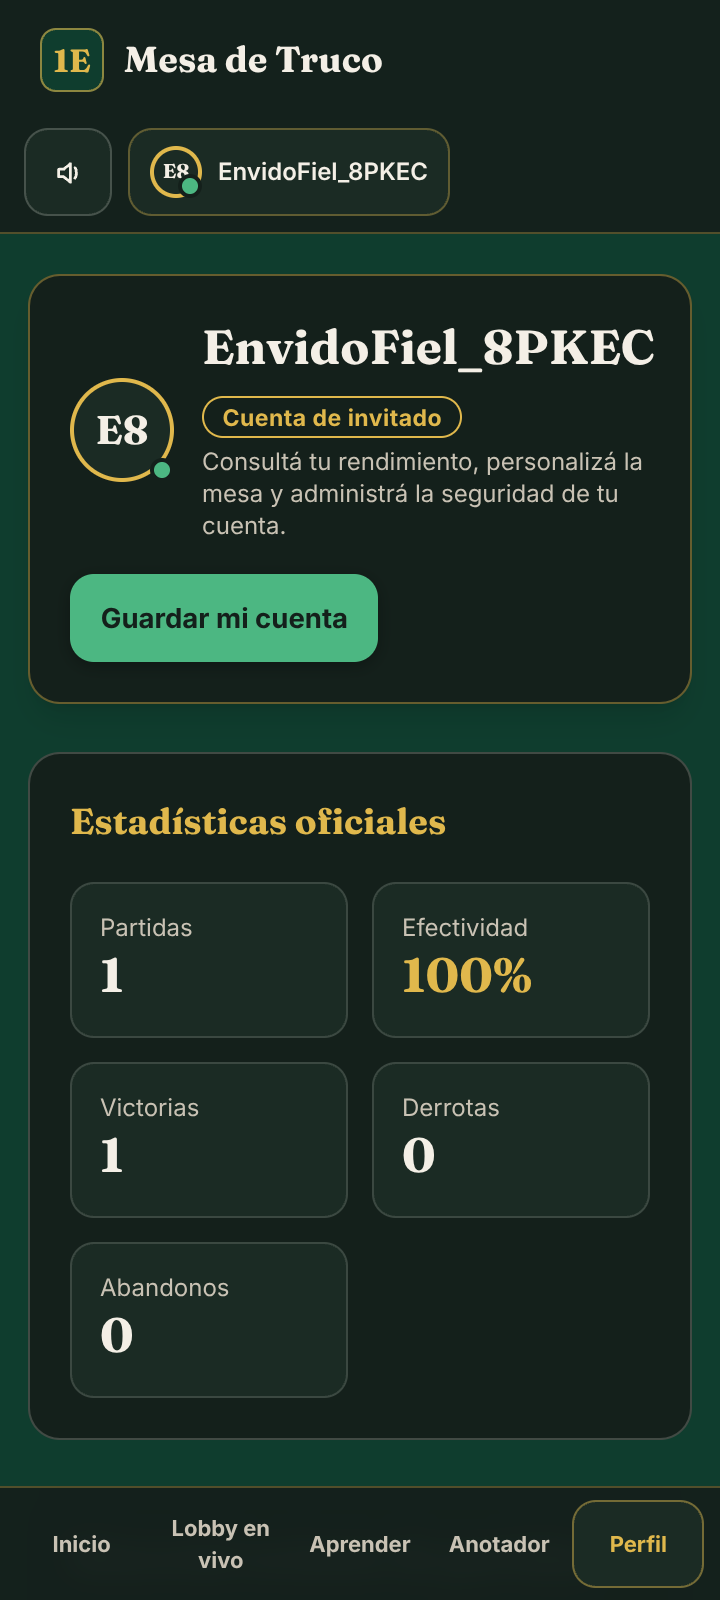 1E
Mesa de Truco
E8
EnvidoFiel_8PKEC
EnvidoFiel_8PKEC
E8
Cuenta de invitado
Consultá tu rendimiento, personalizá la
mesa y administrá la seguridad de tu
cuenta.
Guardar mi cuenta
Estadísticas oficiales
Partidas
1
Efectividad
100%
Victorias
1
Derrotas
0
Abandonos
0
Inicio
Lobby en
vivo
Aprender
Anotador
Perfil